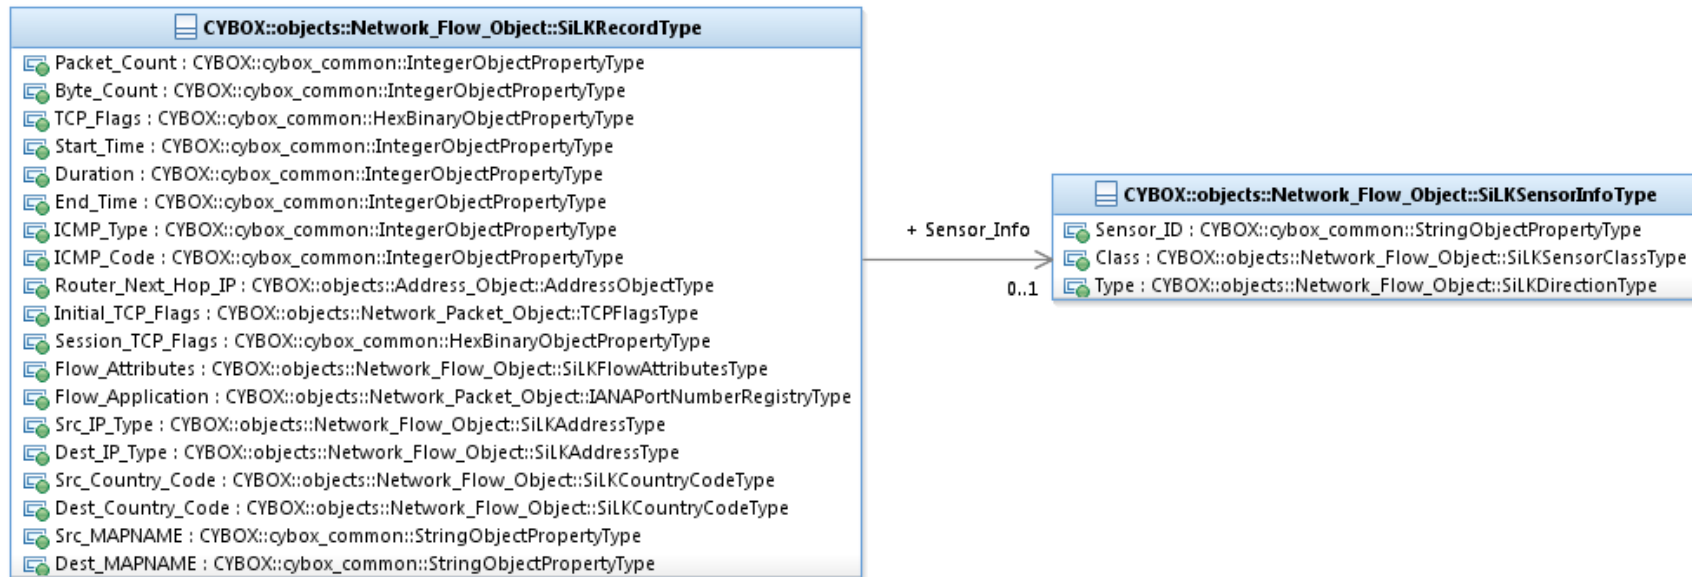 CYBOX::objects::Network_Flow_Object::SiLKRecordType
Packet_Count : CYBOX::cybox_common::IntegerObjectPropertyType
Byte_Count : CYBOX::cybox_common::IntegerObjectPropertyType
TCP_Flags : CYBOX::cybox_common::HexBinaryObjectPropertyType
Start_Time : CYBOX::cybox_common::IntegerObjectPropertyType
Duration : CYBOX::cybox_common::IntegerObjectPropertyType
End_Time : CYBOX::cybox_common::IntegerObjectPropertyType
ICMP_Type : CYBOX::cybox_common::IntegerObjectPropertyType
ICMP_Code : CYBOX::cybox_common::IntegerObjectPropertyType
Router_Next_Hop_IP : CYBOX::objects::Address_Object::AddressObjectType
Initial_TCP_Flags : CYBOX::objects::Network_Packet_Object::TCPFlagsType
Session_TCP_Flags : CYBOX::cybox_common::HexBinaryObjectPropertyType
Flow_Attributes : CYBOX::objects::Network_Flow_Object::SiLKFlowAttributesType
Flow_Application : CYBOX::objects::Network_Packet_Object::IANAPortNumberRegistryType
Src_IP_Type : CYBOX::objects::Network_Flow_Object::SiLKAddressType
Dest_IP_Type : CYBOX::objects::Network_Flow_Object::SiLKAddressType
Src_Country_Code : CYBOX::objects::Network_Flow_Object::SiLKCountryCodeType
Dest_Country_Code : CYBOX::objects::Network_Flow_Object::SiLKCountryCodeType
Src_MAPNAME : CYBOX::cybox_common::StringObjectPropertyType
Dest_MAPNAME : CYBOX::cybox_common::StringObjectPropertyType
+ Sensor_Info
0..1
CYBOX::objects::Network_Flow_Object::SiLKSensorInfoType
Sensor_ID : CYBOX::cybox_common::StringObjectPropertyType
Class : CYBOX::objects::Network_Flow_Object::SiLKSensorClassType
Type : CYBOX::objects::Network_Flow_Object::SiLKDirectionType